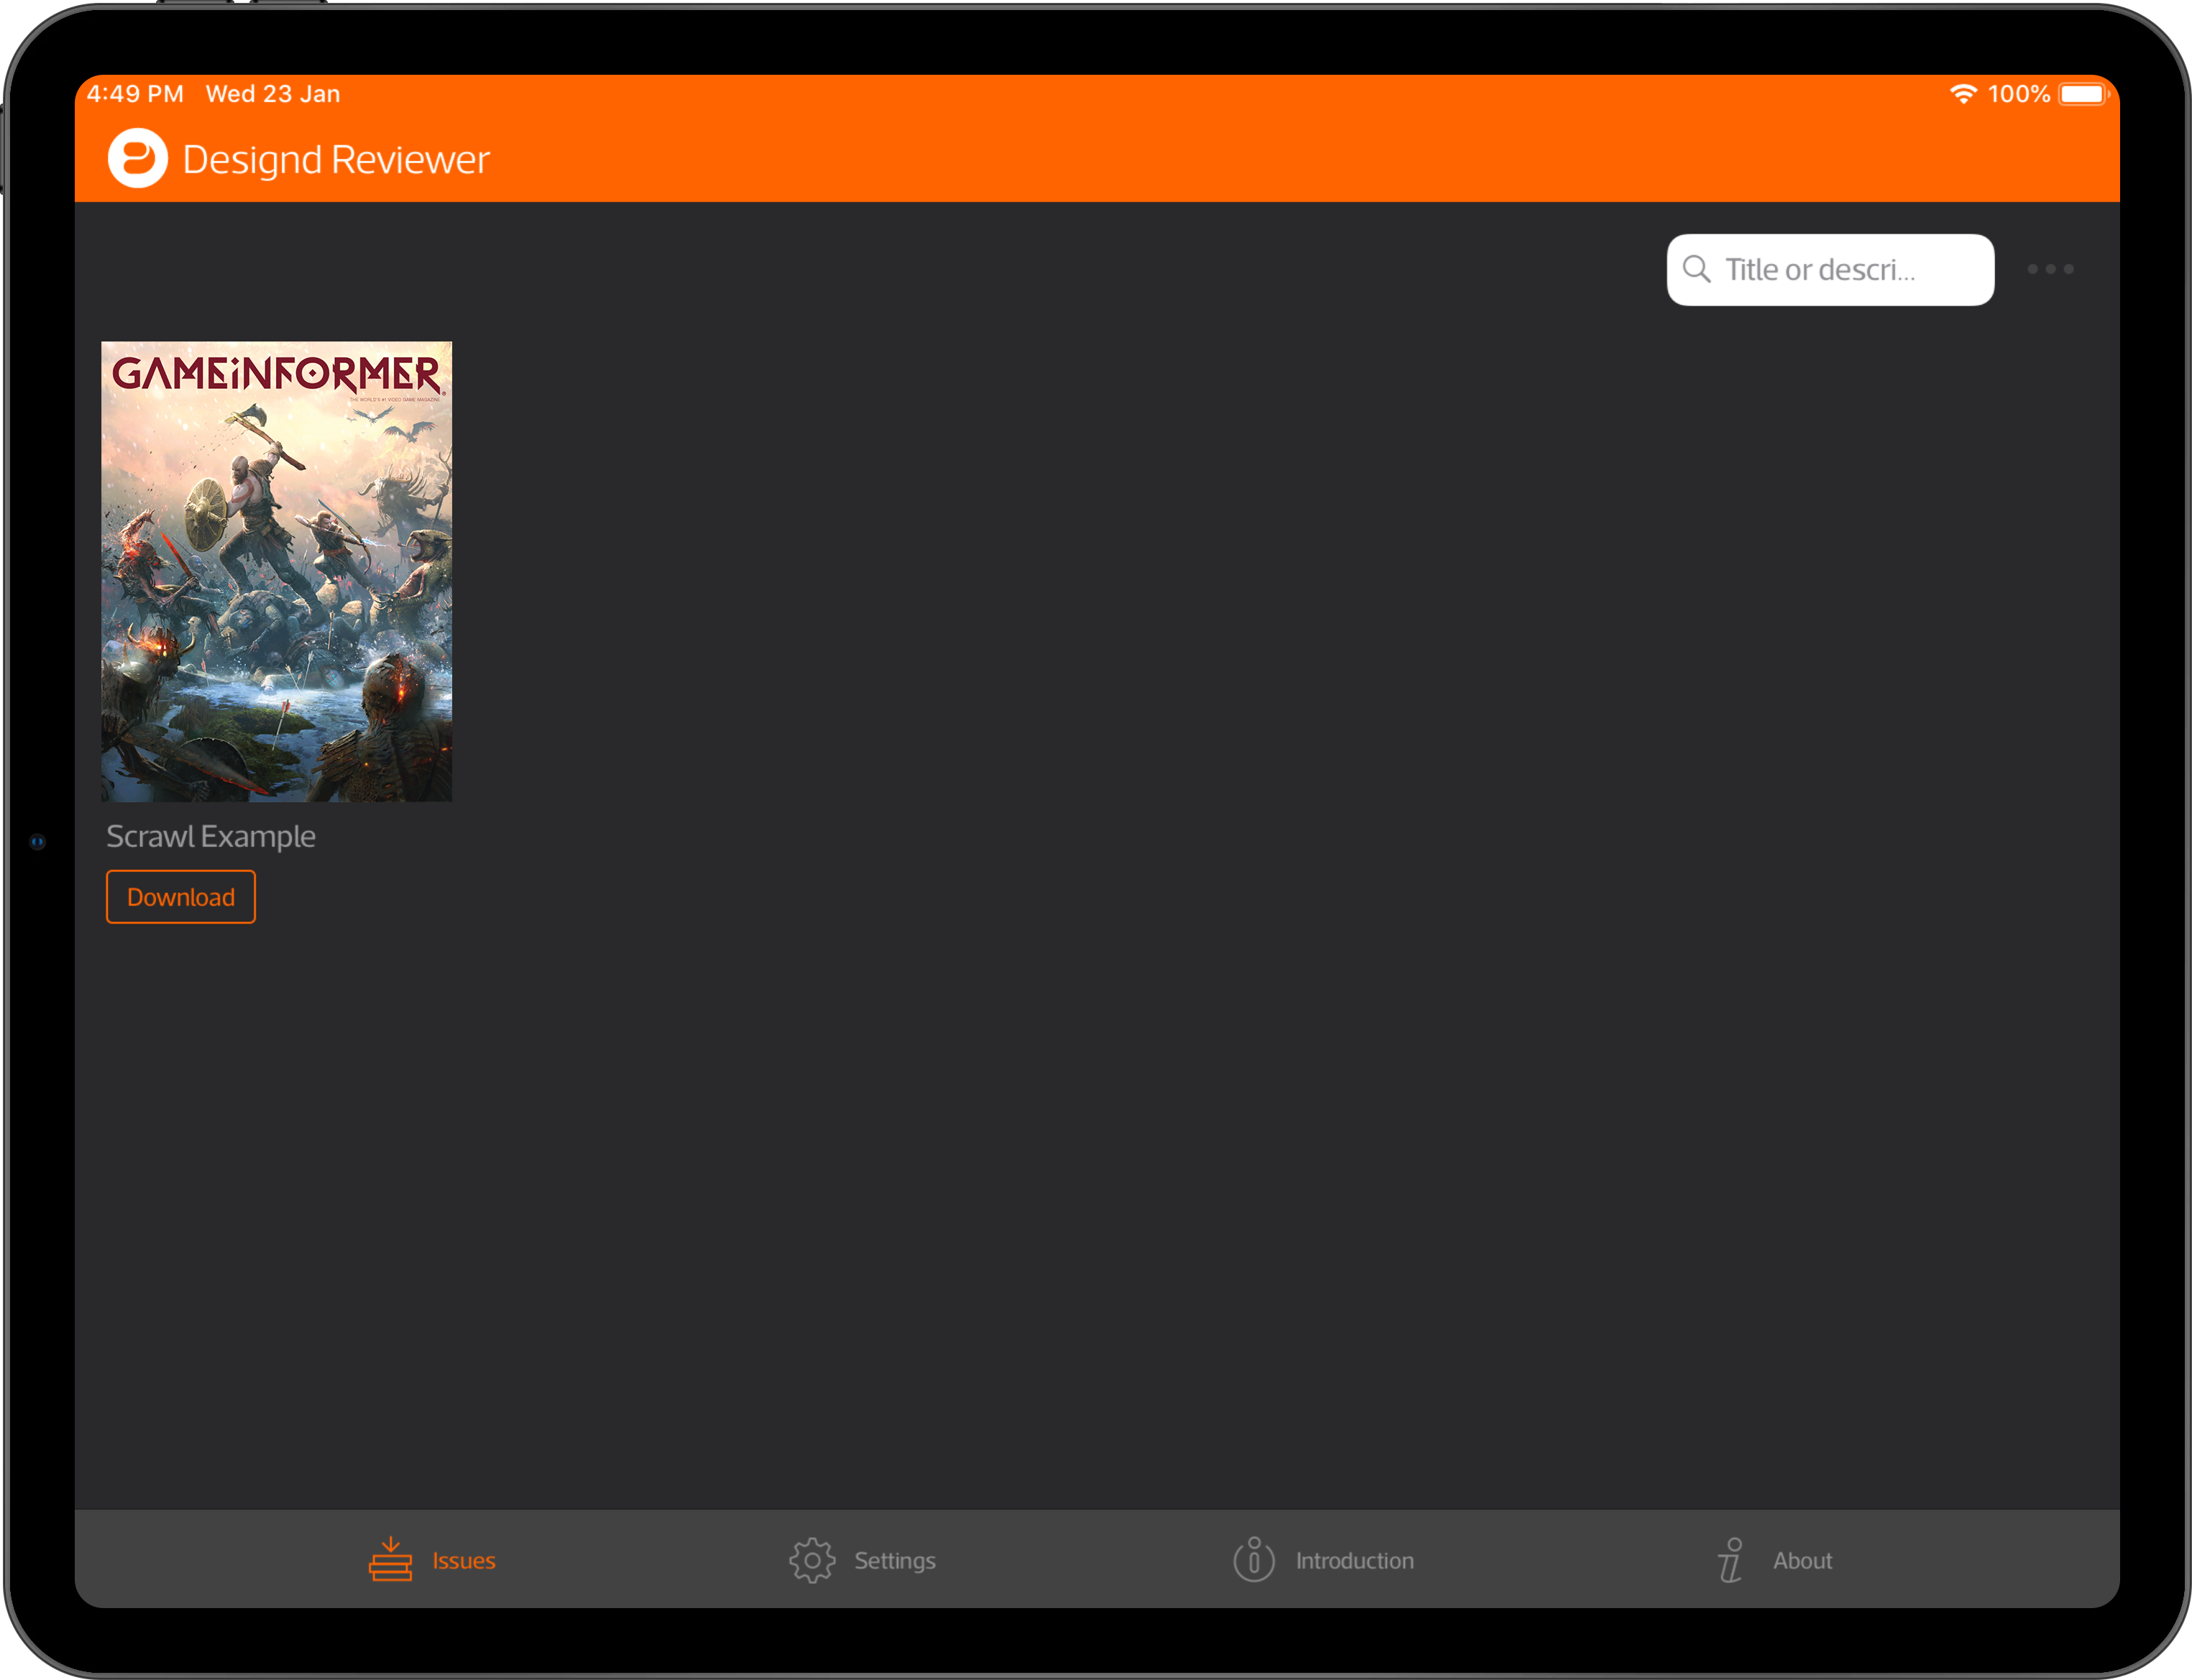 4:49 PM Wed 23 Jan
100%
Designd Reviewer
Title or descri...
GAMEiNFORMER
THE WORLD'S #1 VIDEO GAME MAGAZINE
Scrawl Example
Download
Issues
Settings
Introduction
About